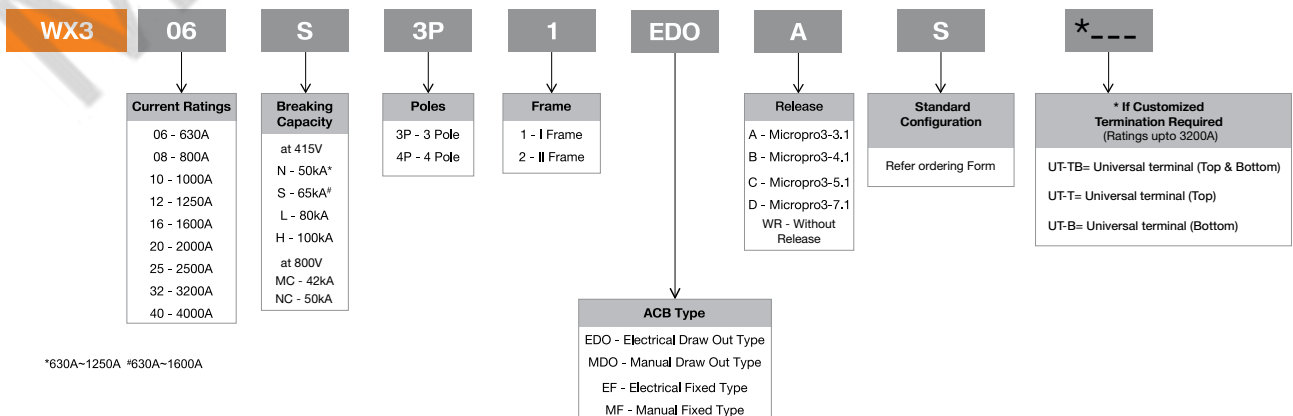 WX3 06 S 3P 1 EDO A S *___
Current Ratings
06 - 630A
08 - 800A
10 - 1000A
12 - 1250A
16 - 1600A
20 - 2000A
25 - 2500A
32 - 3200A
40 - 4000A
Breaking
Capacity
at 415V
N - 50kA*
S - 65kA#
L - 80kA
H - 100kA
at 800V
MC - 42kA
NC - 50kA
Poles
3P - 3 Pole
4P - 4 Pole
Frame
1 - I Frame
2 - II Frame
ACB Type
EDO - Electrical Draw Out Type
MDO - Manual Draw Out Type
EF - Electrical Fixed Type
MF - Manual Fixed Type
Release
A - Micropro3-3.1
B - Micropro3-4.1
C - Micropro3-5.1
D - Micropro3-7.1
WR - Without
Release
Standard
Configuration
Refer ordering Form
* If Customized
Termination Required
(Ratings upto 3200A)
UT-TB= Universal terminal (Top & Bottom)
UT-T= Universal terminal (Top)
UT-B= Universal terminal (Bottom)
*630A~1250A #630A~1600A